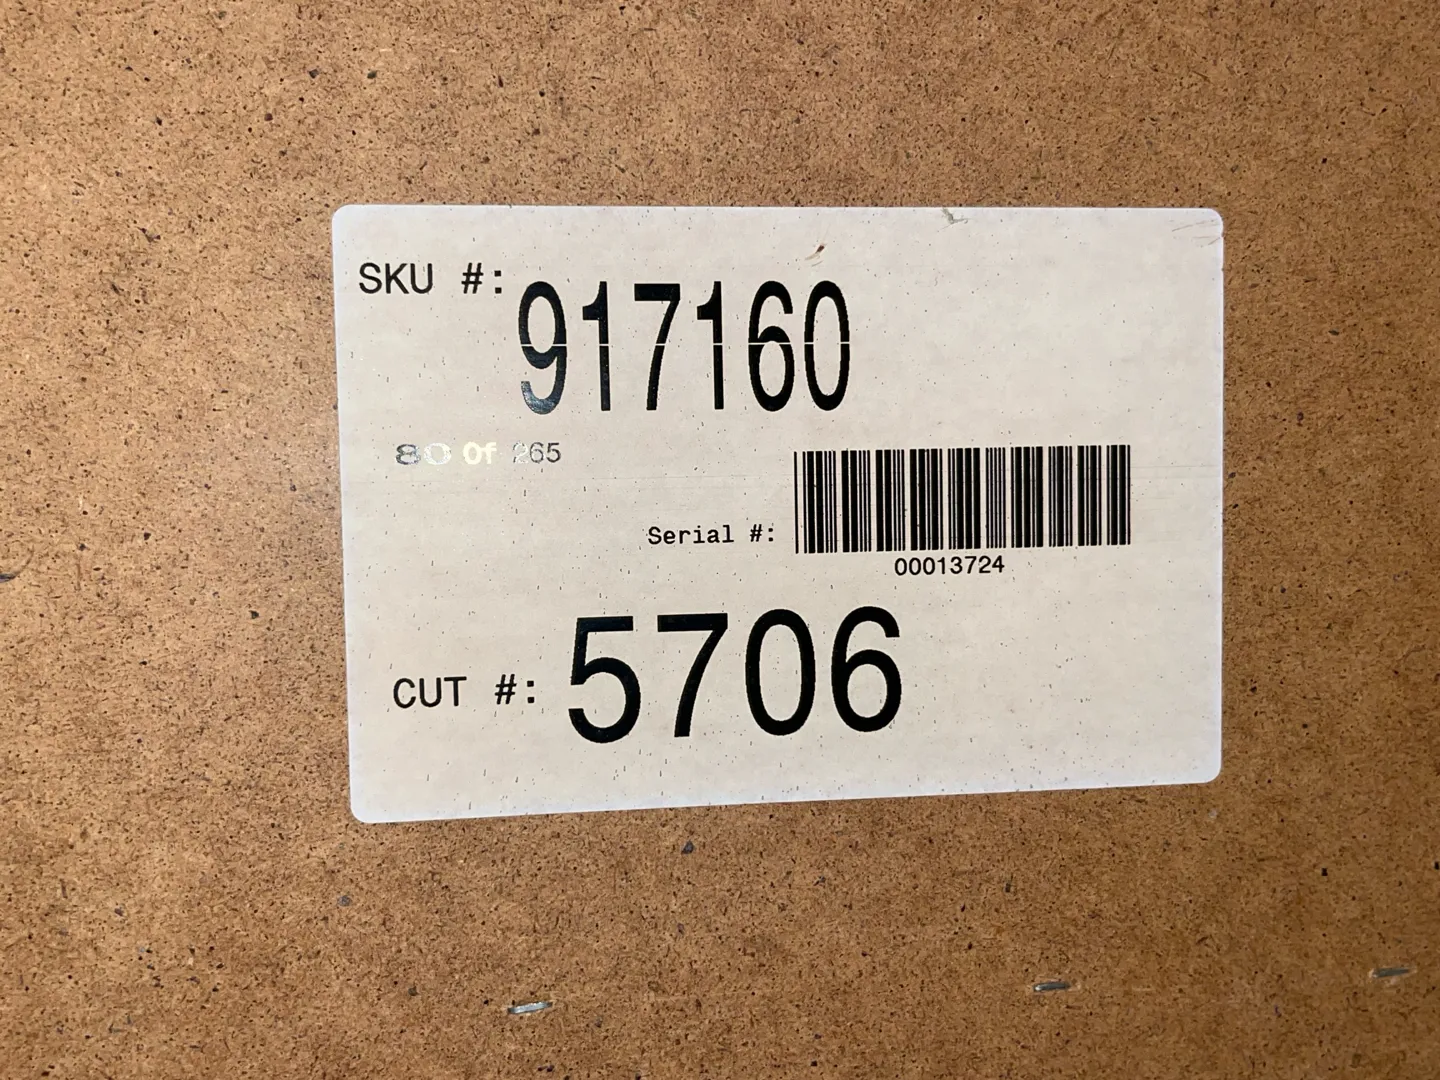 SKU #: 917160
80 Of 265
Serial #:
00013724
CUT #: 5706